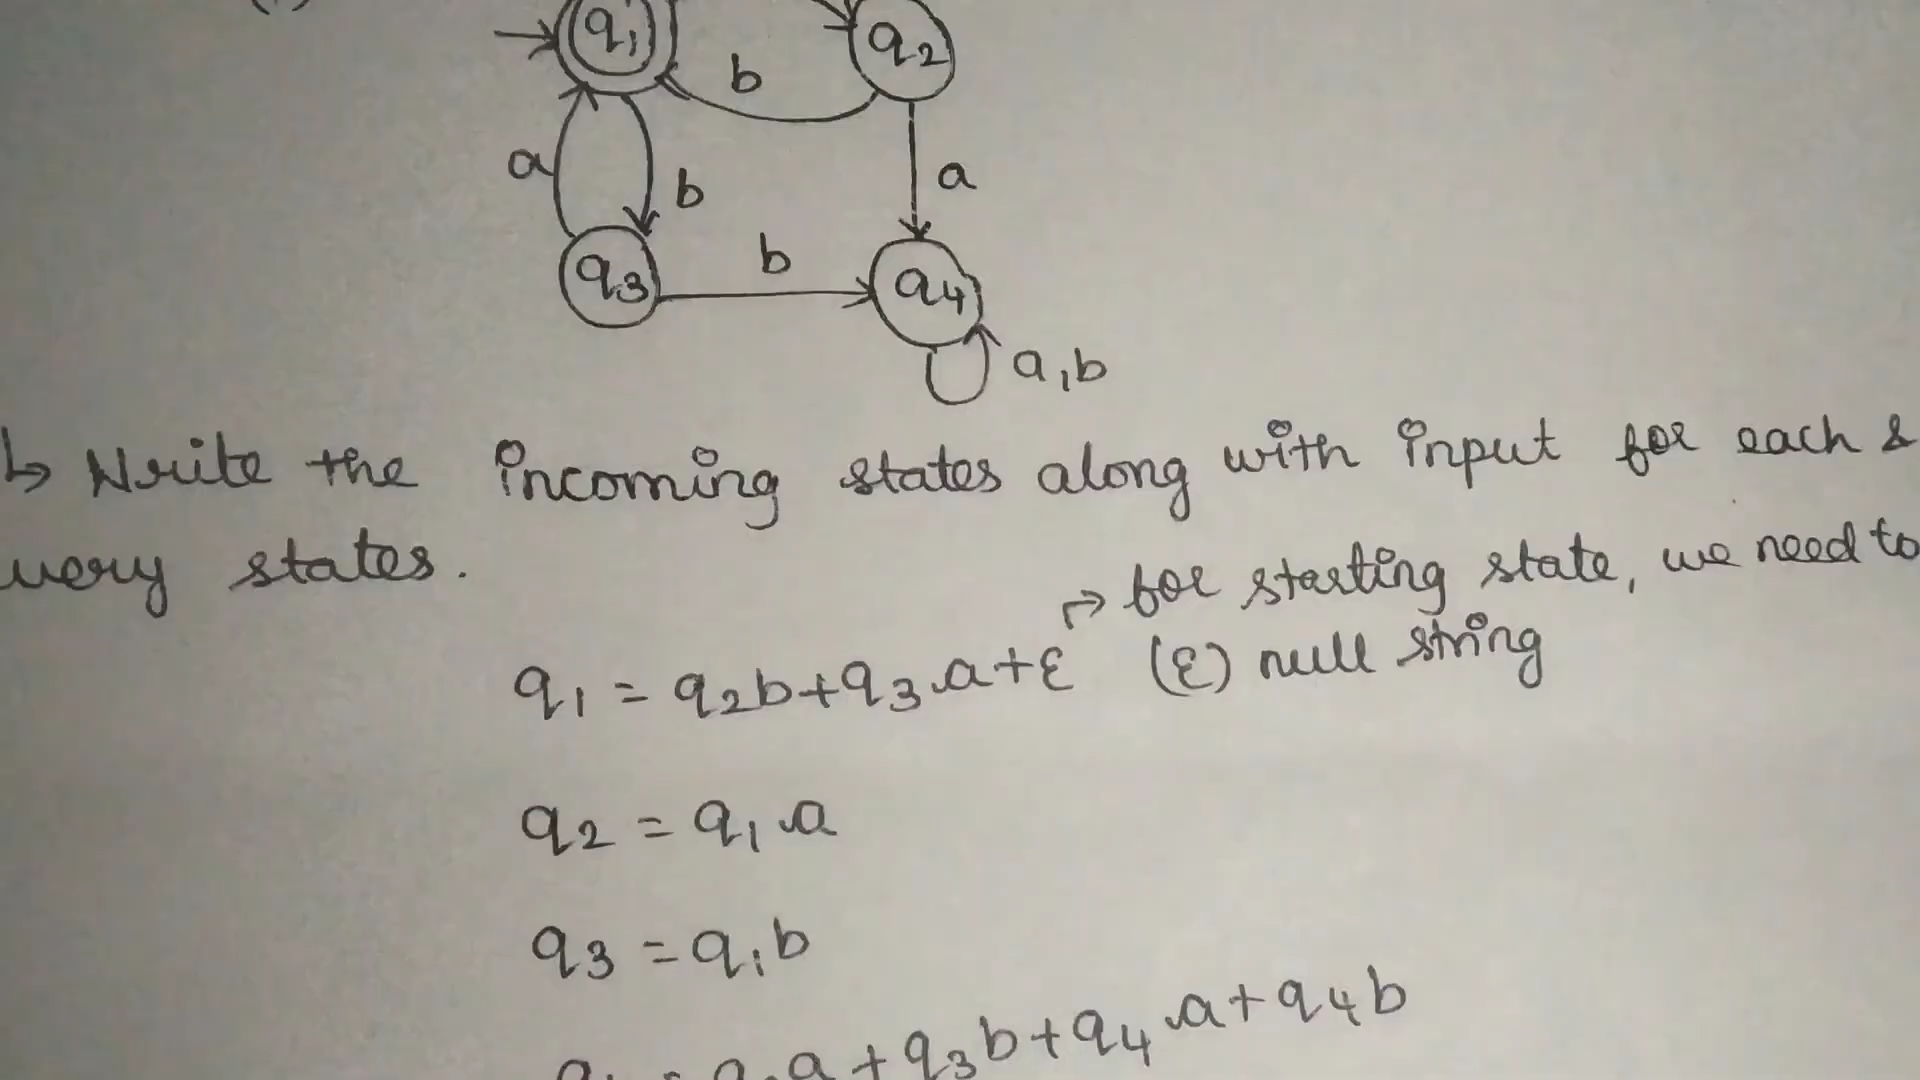 q1
q2
b
a
b
a
b
q3
q4
a,b
↳ Write the incoming states along with input for each &
very states.
↱> for starting state, we need to
q1 = q2b+q3a+ε (ε) null string
q2 = q1a
q3 = q1b
a + q3b+q4a+q4b